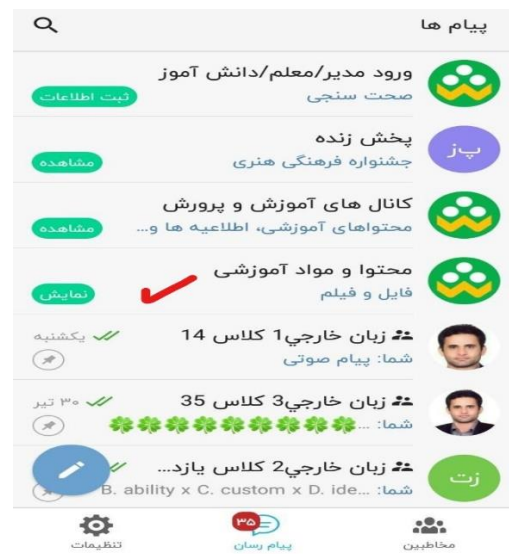 پیام ها
ورود مدیر/معلم/دانش آموز
صحت سنجی
ثبت اطلاعات
پخش زنده
جشنواره فرهنگی هنری
مشاهده
پ‌ز
کانال های آموزش و پرورش
محتواهای آموزشی، اطلاعیه ها و...
مشاهده
محتوا و مواد آموزشی
فایل و فیلم
نمایش
زبان خارجي1 کلاس 14
یکشنبه
شما: پیام صوتی
زبان خارجي3 کلاس 35
۳۰ تیر
شما: ...🍀🍀🍀🍀🍀🍀🍀🍀🍀🍀
زت
زبان خارجي2 کلاس یازد...
شما: B. ability x C. custom x D. ide...
مخاطبین
۳۵
پیام رسان
تنظیمات